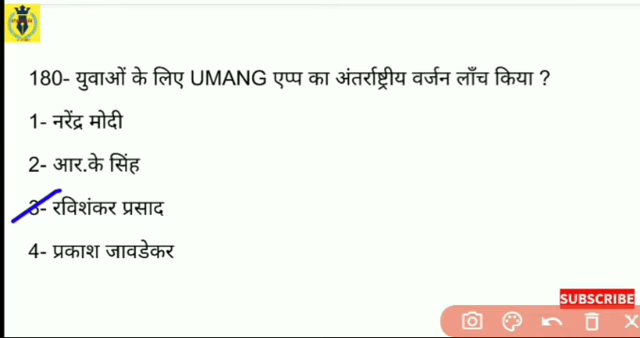 180- युवाओं के लिए UMANG एप्प का अंतर्राष्ट्रीय वर्जन लॉंच किया ?
1- नरेंद्र मोदी
2- आर.के सिंह
3- रविशंकर प्रसाद
4- प्रकाश जावडेकर
SUBSCRIBE